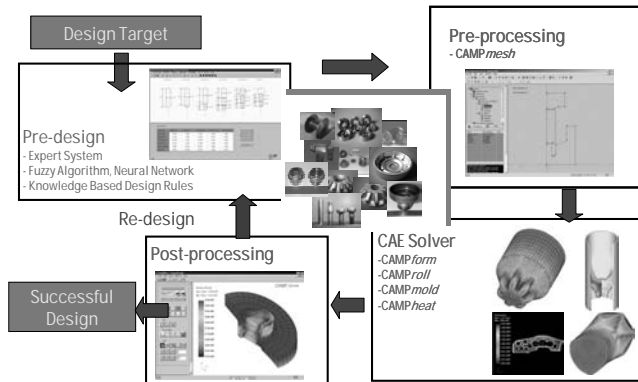 Design Target
Pre-processing
- CAMPmesh
Pre-design
- Expert System
- Fuzzy Algorithm, Neural Network
- Knowledge Based Design Rules
Re-design
Post-processing
CAE Solver
-CAMPform
-CAMProll
-CAMPmold
-CAMPheat
Successful
Design